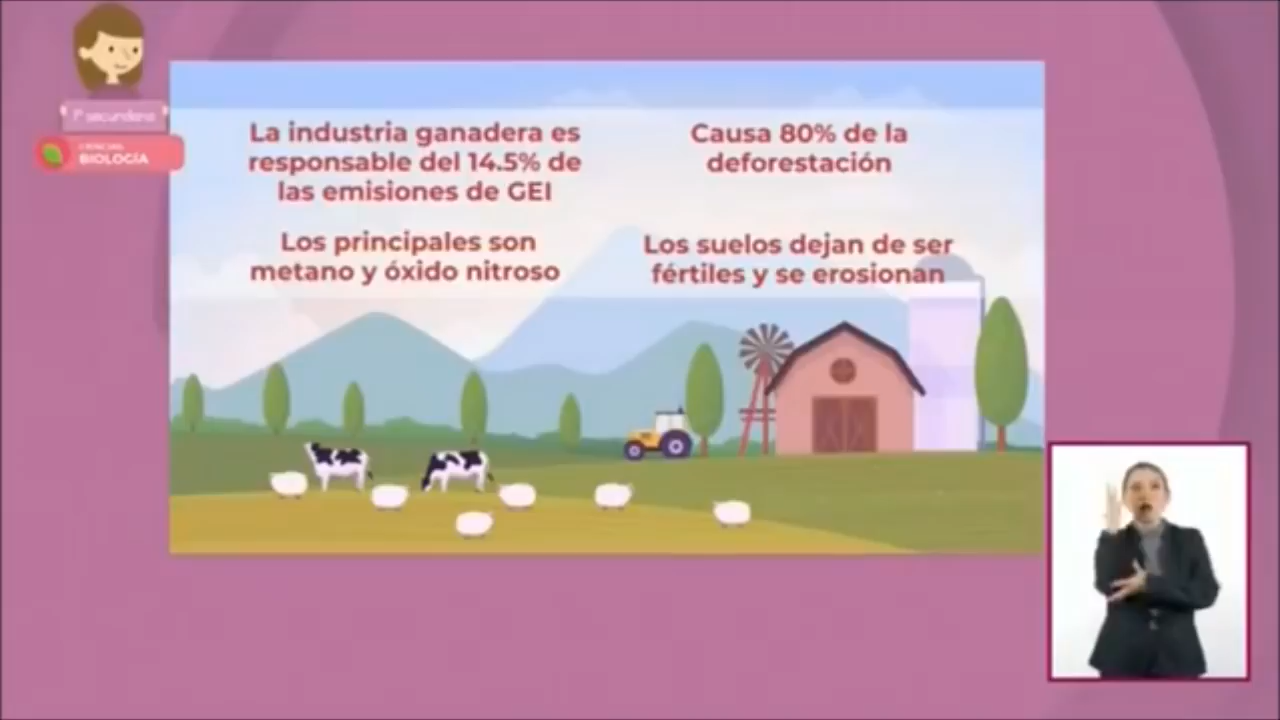 1° secundaria
CIENCIAS
BIOLOGÍA
La industria ganadera es
responsable del 14.5% de
las emisiones de GEI
Causa 80% de la
deforestación
Los principales son
metano y óxido nitroso
Los suelos dejan de ser
fértiles y se erosionan